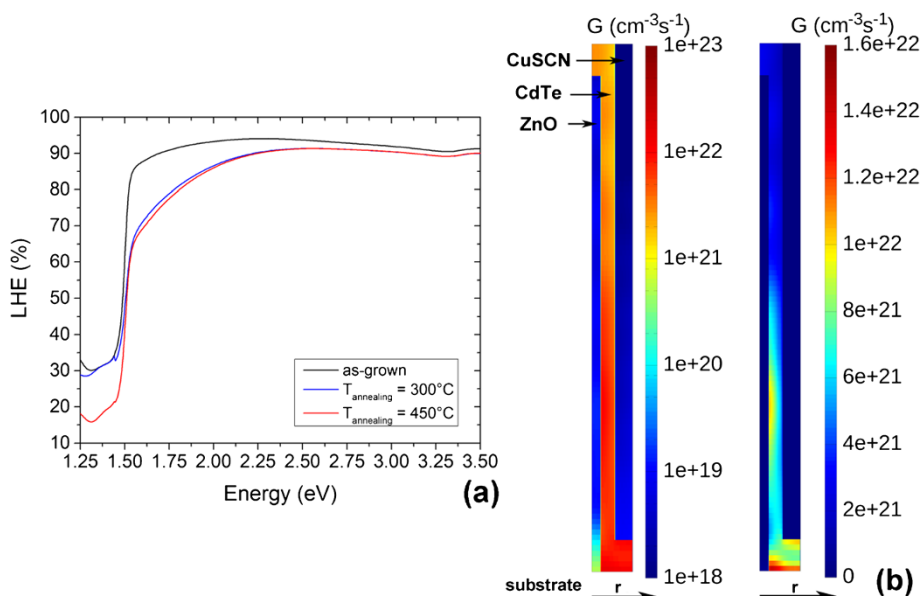 LHE (%)
100
90
80
70
60
50
40
30
20
10
1.25 1.50 1.75 2.00 2.25 2.50 2.75 3.00 3.25 3.50
Energy (eV)
as-grown
Tannealing = 300°C
Tannealing = 450°C
(a)
G (cm-3s-1)
CuSCN
CdTe
ZnO
1e+23
1e+22
1e+21
1e+20
1e+19
1e+18
substrate
r
G (cm-3s-1)
1.6e+22
1.4e+22
1.2e+22
1e+22
8e+21
6e+21
4e+21
2e+21
0
r
(b)